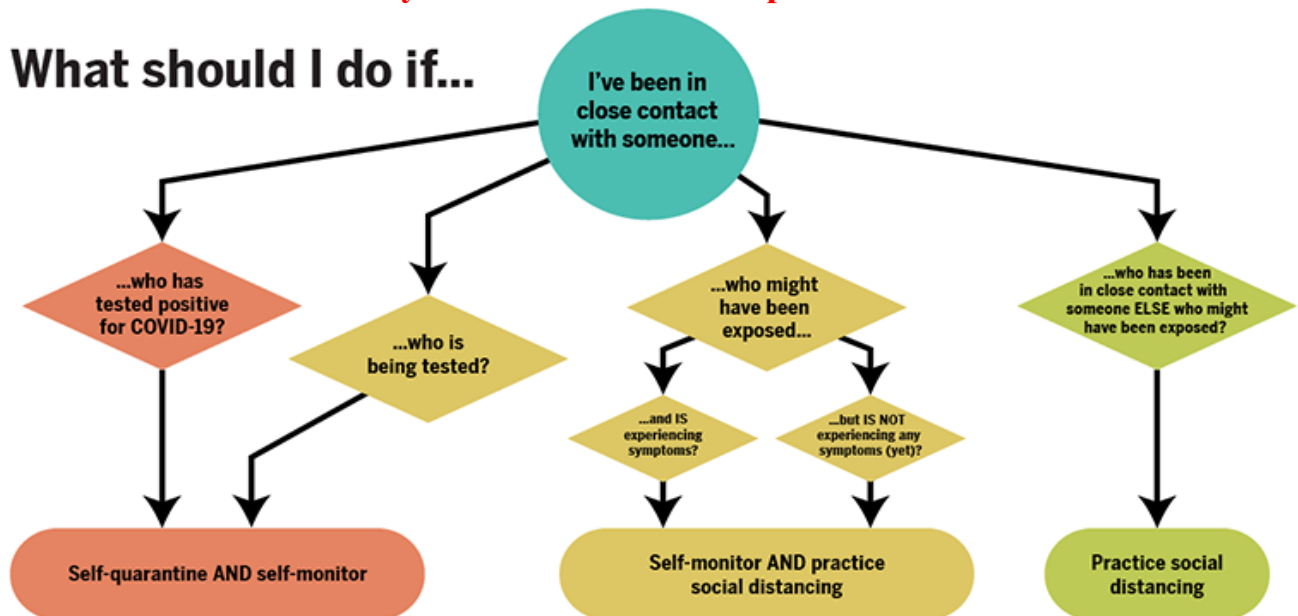 What should I do if...
I've been in
close contact
with someone...
...who has
tested positive
for COVID-19?
...who is
being tested?
...who might
have been
exposed...
...and IS
experiencing
symptoms?
...but IS NOT
experiencing any
symptoms (yet)?
...who has been
in close contact with
someone ELSE who might
have been exposed?
Self-quarantine AND self-monitor
Self-monitor AND practice
social distancing
Practice social
distancing